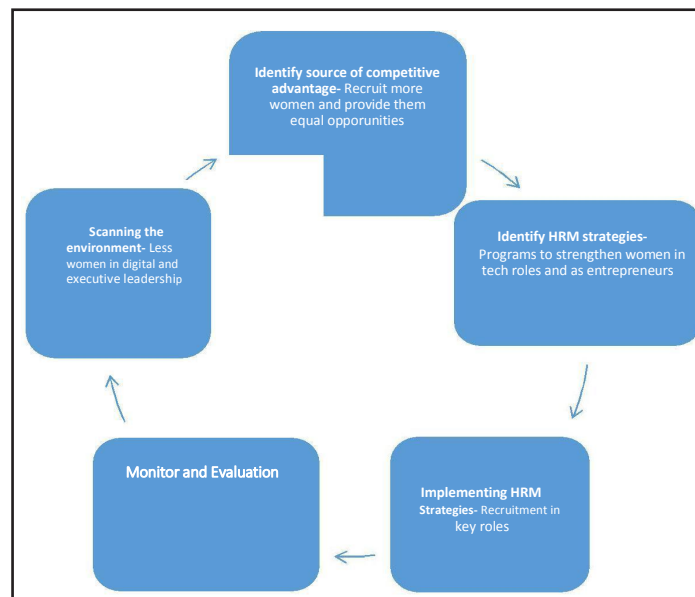 Identify source of competitive
advantage- Recruit more
women and provide them
equal opporunities
Scanning the
environment- Less
women in digital and
executive leadership
Identify HRM strategies-
Programs to strengthen women in
tech roles and as entrepreneurs
Monitor and Evaluation
Implementing HRM
Strategies- Recruitment in
key roles